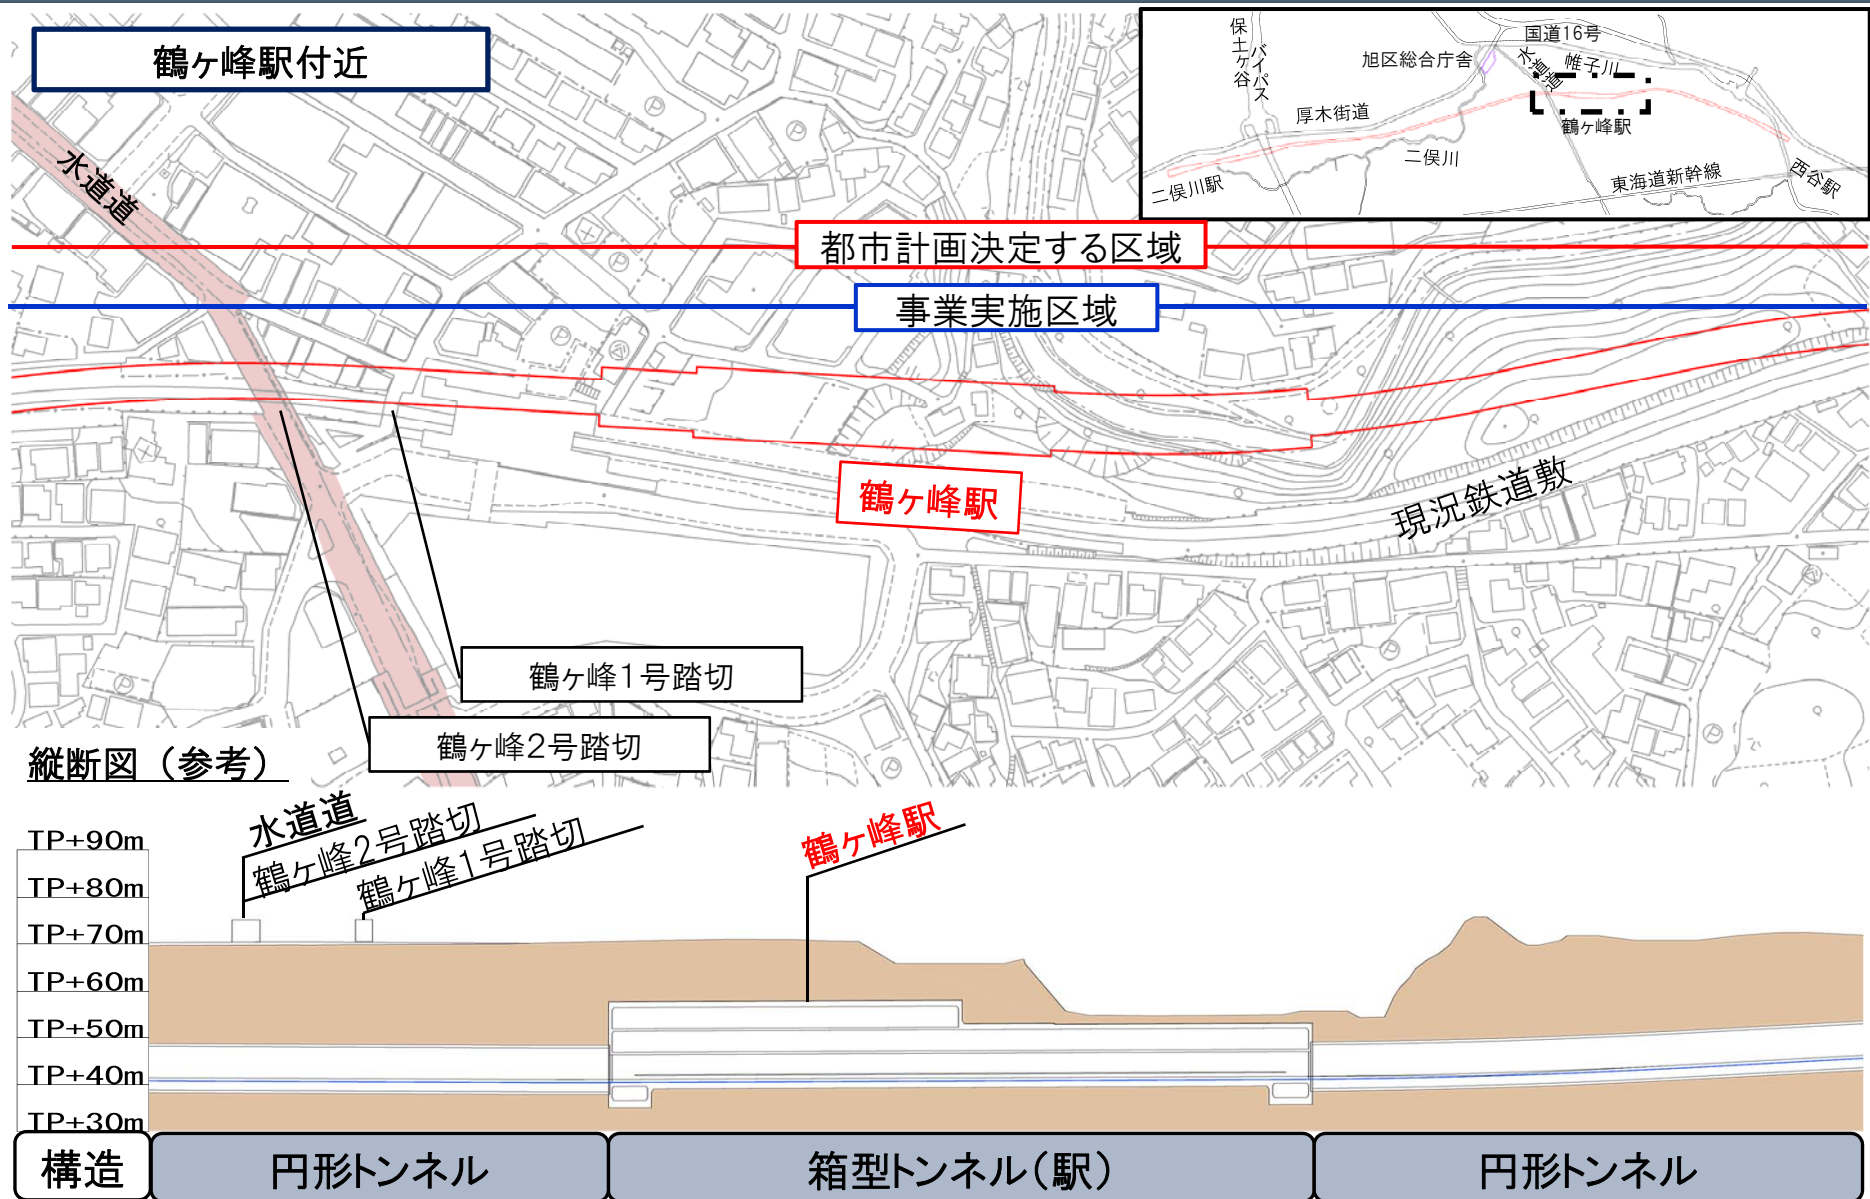 鶴ヶ峰駅付近
保土ヶ谷
バイパス
旭区総合庁舎
国道16号
水道道
帷子川
厚木街道
鶴ヶ峰駅
二俣川
二俣川駅
東海道新幹線
西谷駅
水道道
都市計画決定する区域
事業実施区域
鶴ヶ峰駅
現況鉄道敷
鶴ヶ峰1号踏切
鶴ヶ峰2号踏切
縦断図（参考）
水道道
鶴ヶ峰2号踏切
鶴ヶ峰1号踏切
鶴ヶ峰駅
TP+90m
TP+80m
TP+70m
TP+60m
TP+50m
TP+40m
TP+30m
構造
円形トンネル
箱型トンネル（駅）
円形トンネル